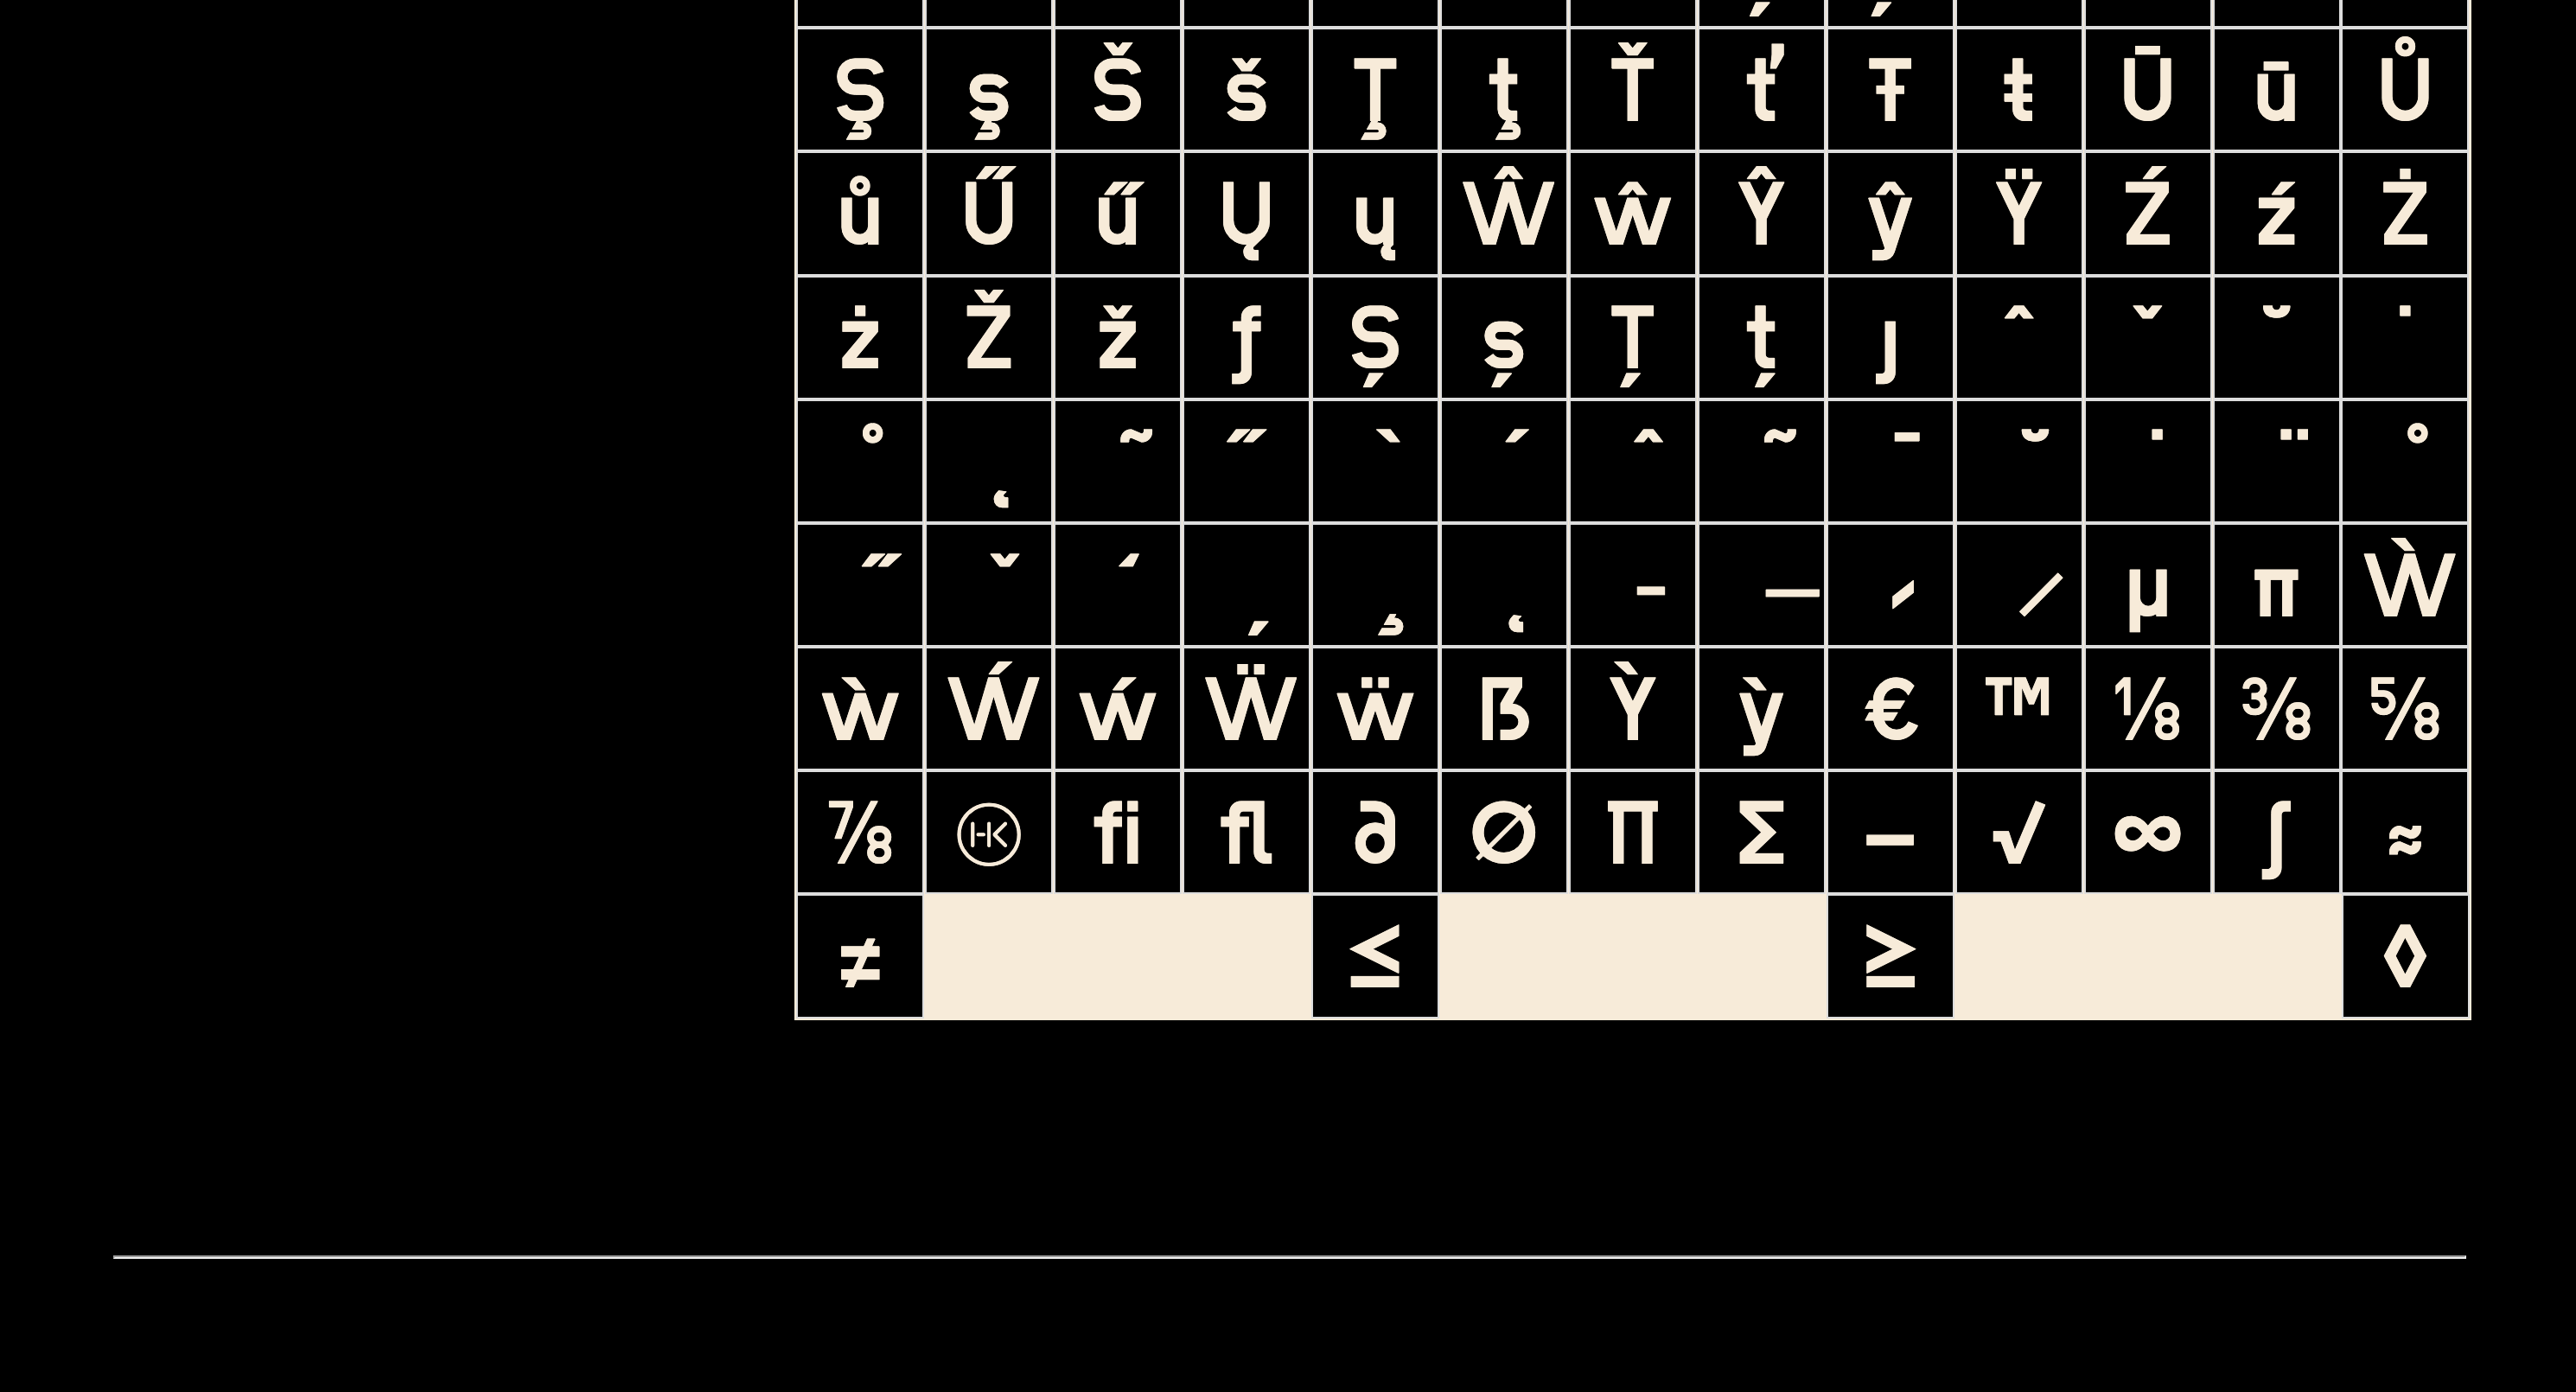 Ş ş Š š Ţ ţ Ť ť Ŧ ŧ Ū ū Ů
ů Ű ű Ų ų Ŵ ŵ Ŷ ŷ Ÿ Ź ź Ż
ż Ž ž ƒ Ș ș Ț ț ȷ ˆ ˇ ˘ ˙
˚ ˛ ˜ ˝ ̀ ́ ̂ ̃ ̄ ̆ ̇ ̈ ̊
̋ ̌ ̒ ̦ ̧ ̨ ̵ ̶ ̷ ̸ μ π Ẁ
ẁ Ẃ ẃ Ẅ ẅ ẞ Ỳ ỳ € ™ ⅛ ⅜ ⅝
⅞ HK fi fl ∂ ∅ ∏ ∑ − √ ∞ ∫ ≈
≠ ≤ ≥ ◊